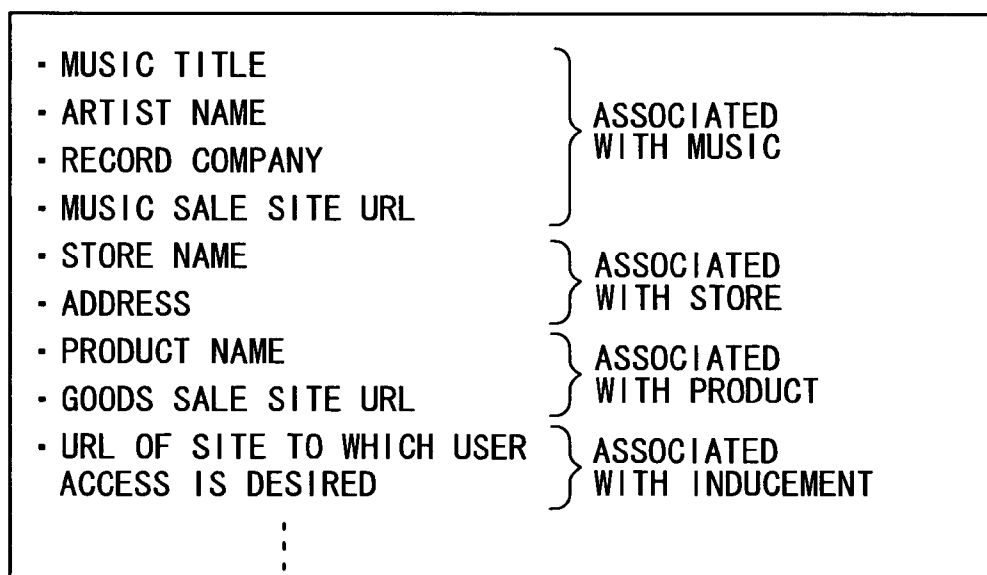 · MUSIC TITLE
· ARTIST NAME
· RECORD COMPANY
· MUSIC SALE SITE URL
ASSOCIATED
WITH MUSIC
· STORE NAME
· ADDRESS
ASSOCIATED
WITH STORE
· PRODUCT NAME
· GOODS SALE SITE URL
ASSOCIATED
WITH PRODUCT
· URL OF SITE TO WHICH USER
ACCESS IS DESIRED
ASSOCIATED
WITH INDUCEMENT